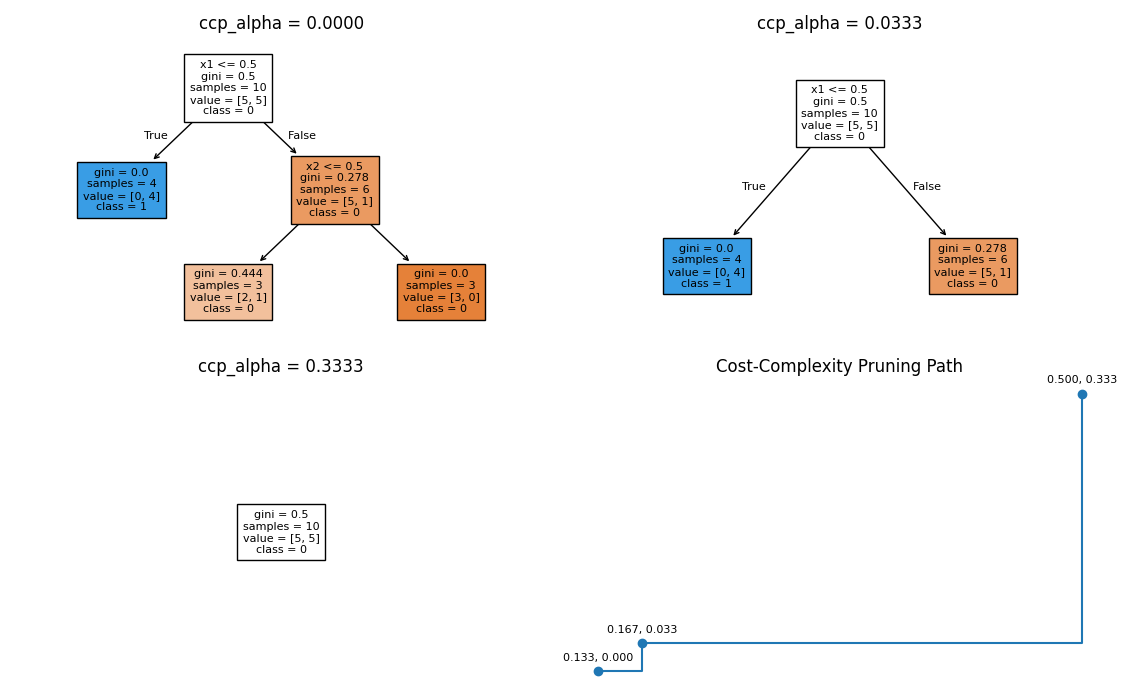 ccp_alpha = 0.0000
x1 <= 0.5
gini = 0.5
samples = 10
value = [5, 5]
class = 0
True
False
gini = 0.0
samples = 4
value = [0, 4]
class = 1
x2 <= 0.5
gini = 0.278
samples = 6
value = [5, 1]
class = 0
gini = 0.444
samples = 3
value = [2, 1]
class = 0
gini = 0.0
samples = 3
value = [3, 0]
class = 0
ccp_alpha = 0.0333
x1 <= 0.5
gini = 0.5
samples = 10
value = [5, 5]
class = 0
True
False
gini = 0.0
samples = 4
value = [0, 4]
class = 1
gini = 0.278
samples = 6
value = [5, 1]
class = 0
ccp_alpha = 0.3333
gini = 0.5
samples = 10
value = [5, 5]
class = 0
Cost-Complexity Pruning Path
0.500, 0.333
0.167, 0.033
0.133, 0.000